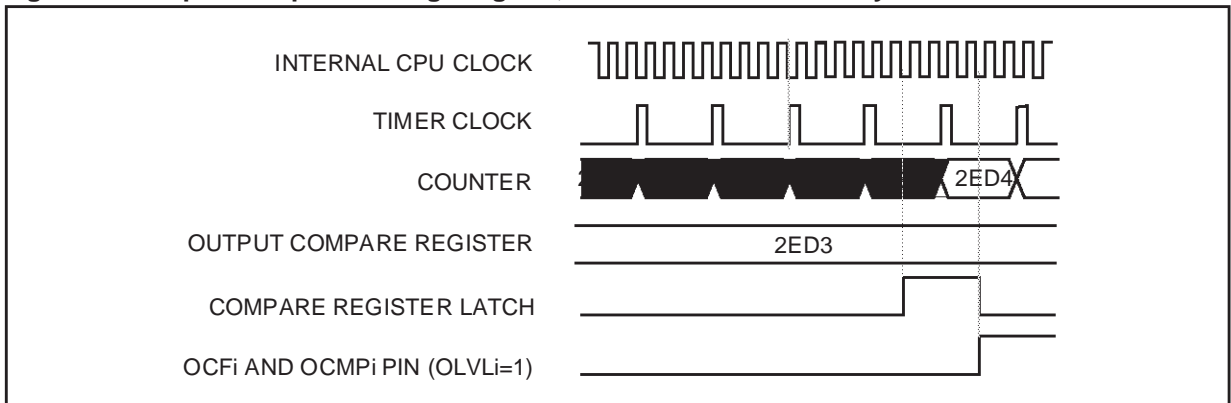 INTERNAL CPU CLOCK
TIMER CLOCK
COUNTER
2ED4
OUTPUT COMPARE REGISTER
2ED3
COMPARE REGISTER LATCH
OCFi AND OCMPi PIN (OLVLi=1)